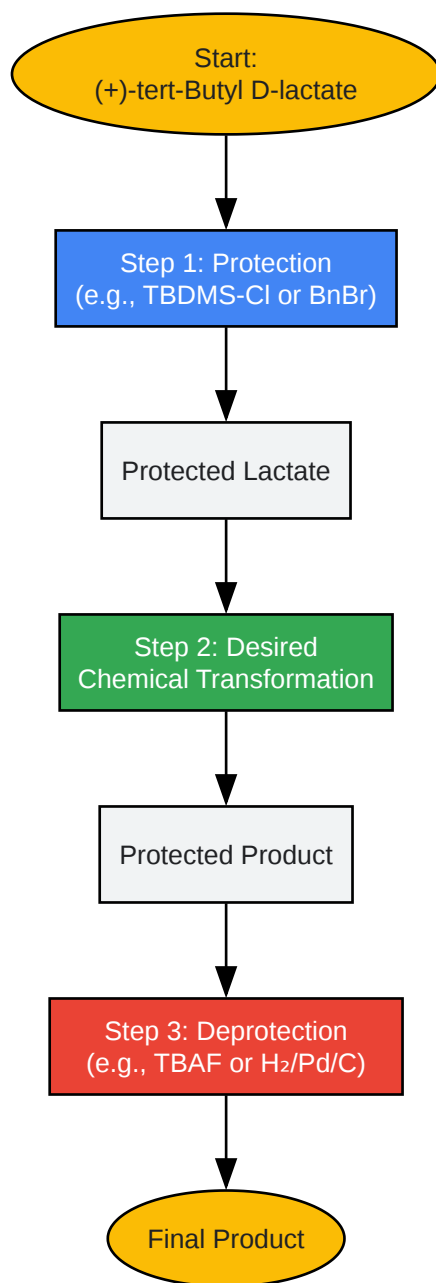 Start:
(+)-tert-Butyl D-lactate
Step 1: Protection
(e.g., TBDMS-Cl or BnBr)
Protected Lactate
Step 2: Desired
Chemical Transformation
Protected Product
Step 3: Deprotection
(e.g., TBAF or H₂/Pd/C)
Final Product